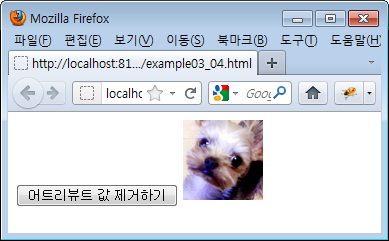 Mozilla Firefox
파일(F) 편집(E) 보기(V) 이동(S) 북마크(B) 도구(T) 도움말(H)
http://localhost:81.../example03_04.html
localhc
Goog
어트리뷰트 값 제거하기